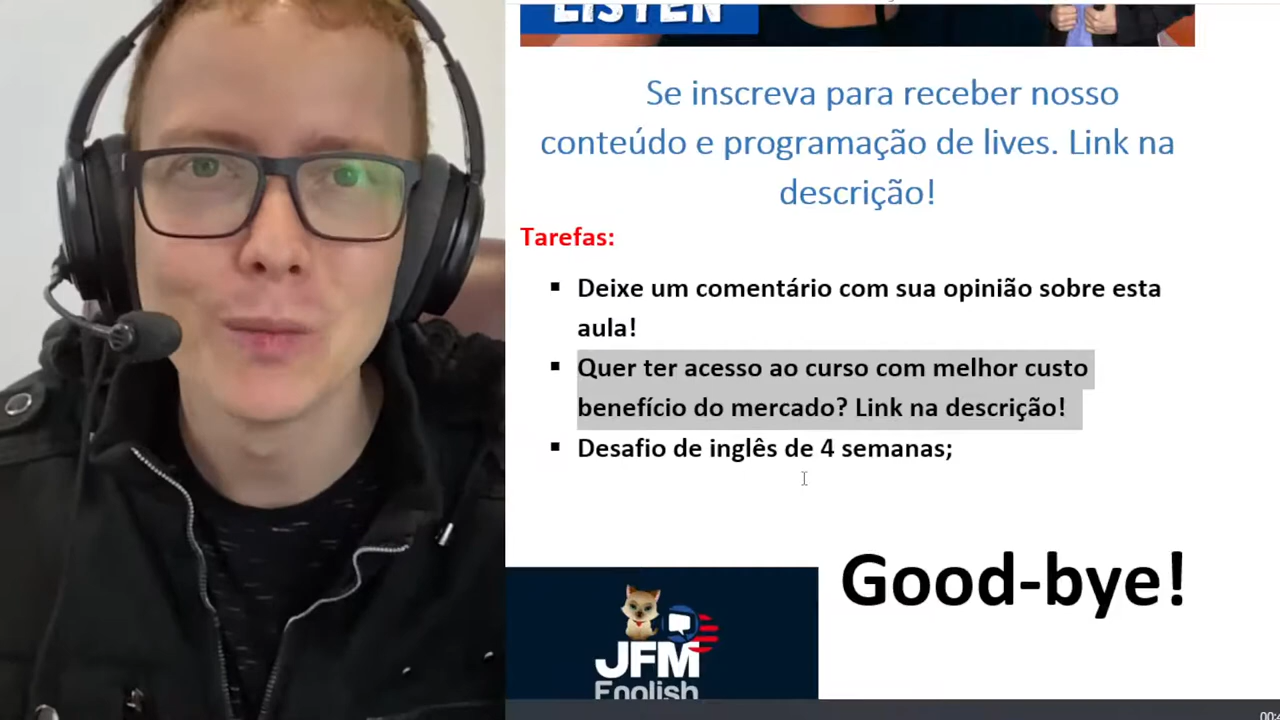 LISTEN
Se inscreva para receber nosso
conteúdo e programação de lives. Link na
descrição!
Tarefas:
Deixe um comentário com sua opinião sobre esta
aula!
Quer ter acesso ao curso com melhor custo
benefício do mercado? Link na descrição!
Desafio de inglês de 4 semanas;
Good-bye!
JFM
English